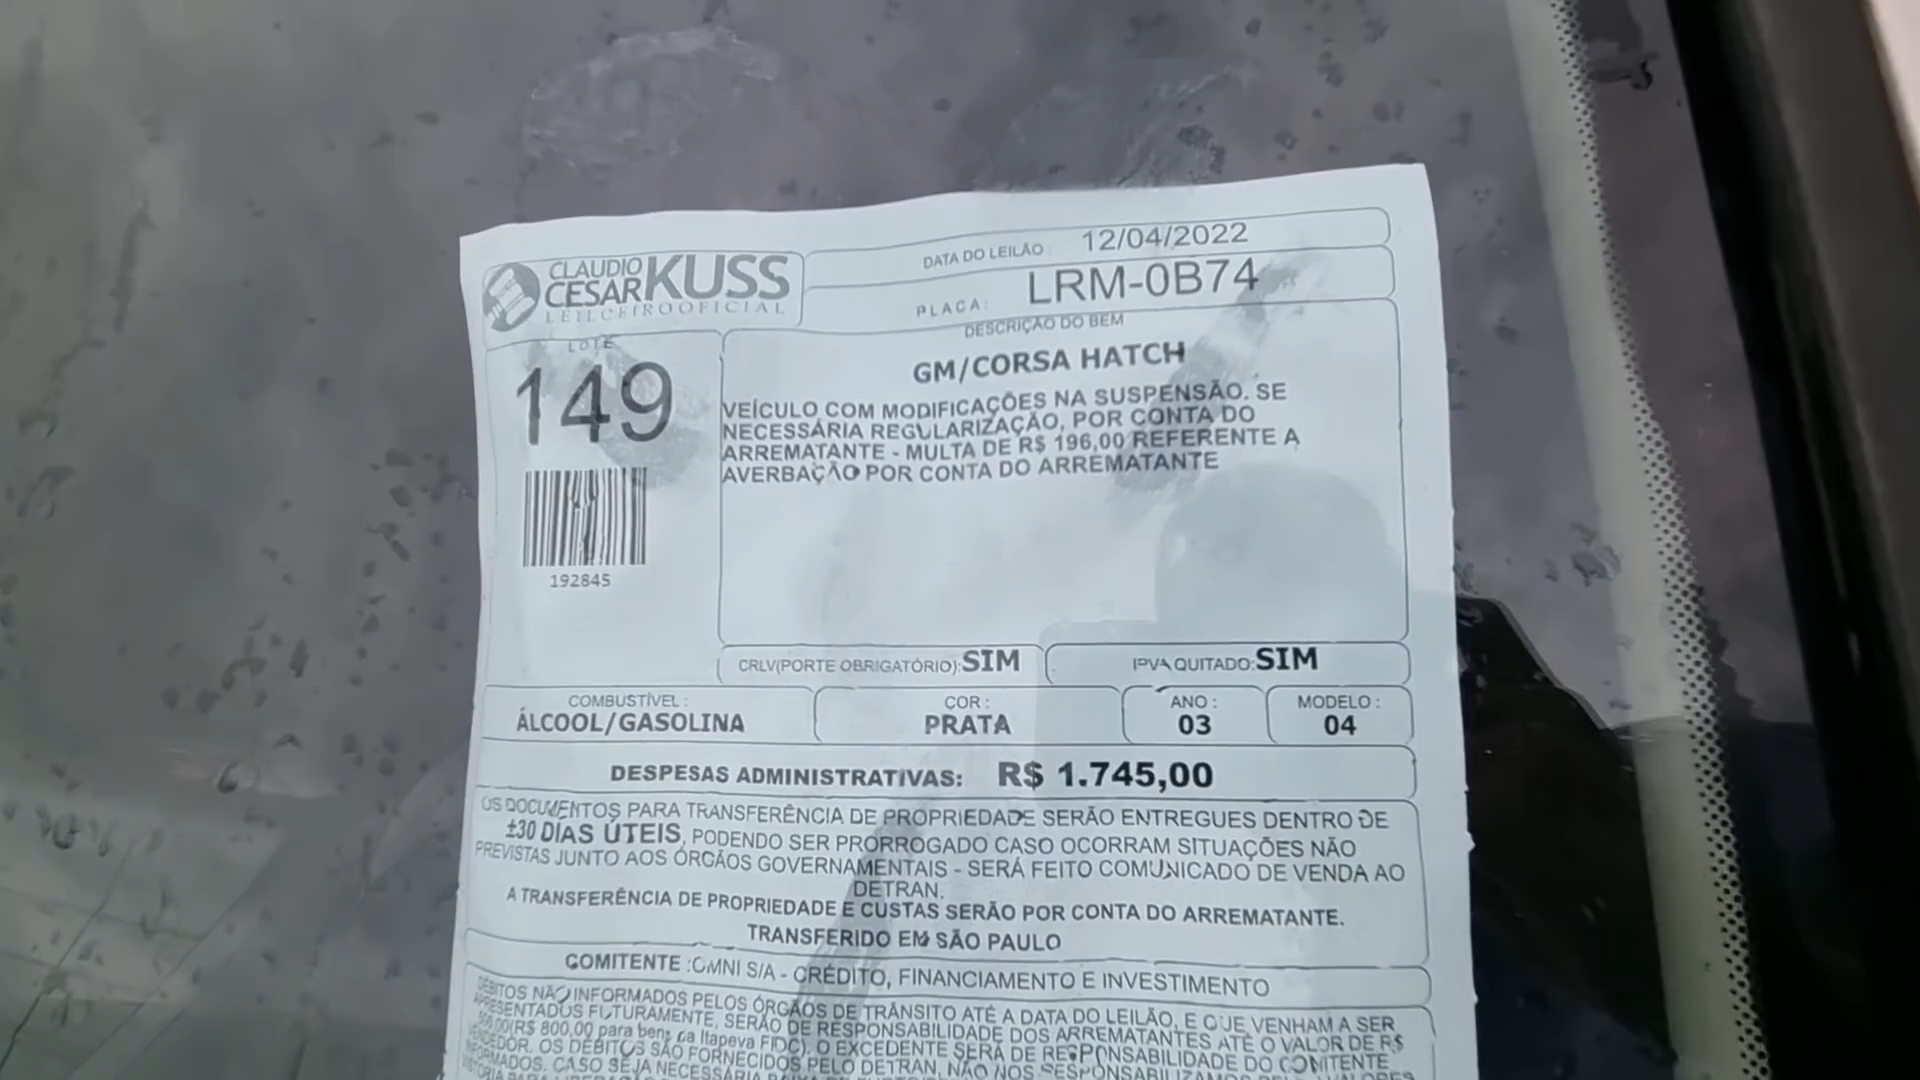 CLAUDIO CESAR KUSS
LEILOEIRO OFICIAL
DATA DO LEILÃO : 12/04/2022
PLACA: LRM-0B74
LOTE
149
192845
DESCRIÇÃO DO BEM
GM/CORSA HATCH
VEÍCULO COM MODIFICAÇÕES NA SUSPENSÃO. SE
NECESSÁRIA REGULARIZAÇÃO, POR CONTA DO
ARREMATANTE - MULTA DE R$ 196,00 REFERENTE A
AVERBAÇÃO POR CONTA DO ARREMATANTE
CRLV(PORTE OBRIGATÓRIO): SIM
IPVA QUITADO: SIM
COMBUSTÍVEL :
ÁLCOOL/GASOLINA
COR :
PRATA
ANO :
03
MODELO :
04
DESPESAS ADMINISTRATIVAS: R$ 1.745,00
OS DOCUMENTOS PARA TRANSFERÊNCIA DE PROPRIEDADE SERÃO ENTREGUES DENTRO DE
±30 DIAS ÚTEIS, PODENDO SER PRORROGADO CASO OCORRAM SITUAÇÕES NÃO
PREVISTAS JUNTO AOS ÓRGÃOS GOVERNAMENTAIS - SERÁ FEITO COMUNICADO DE VENDA AO
DETRAN.
A TRANSFERÊNCIA DE PROPRIEDADE E CUSTAS SERÃO POR CONTA DO ARREMATANTE.
TRANSFERIDO EM SÃO PAULO
COMITENTE :OMNI S/A - CRÉDITO, FINANCIAMENTO E INVESTIMENTO
DÉBITOS NÃO INFORMADOS PELOS ÓRGÃOS DE TRÂNSITO ATÉ A DATA DO LEILÃO, E QUE VENHAM A SER
APRESENTADOS FUTURAMENTE, SERÃO DE RESPONSABILIDADE DOS ARREMATANTES ATÉ O VALOR DE R$
(R$ 800,00 para bens da Itapeva FIDC). O EXCEDENTE SERÁ DE RESPONSABILIDADE DO COMITENTE
VENDEDOR. OS DÉBITOS SÃO FORNECIDOS PELO DETRAN, NÃO NOS RESPONSABILIZAMOS
INFORMADOS. CASO SEJA NECESSÁRIA